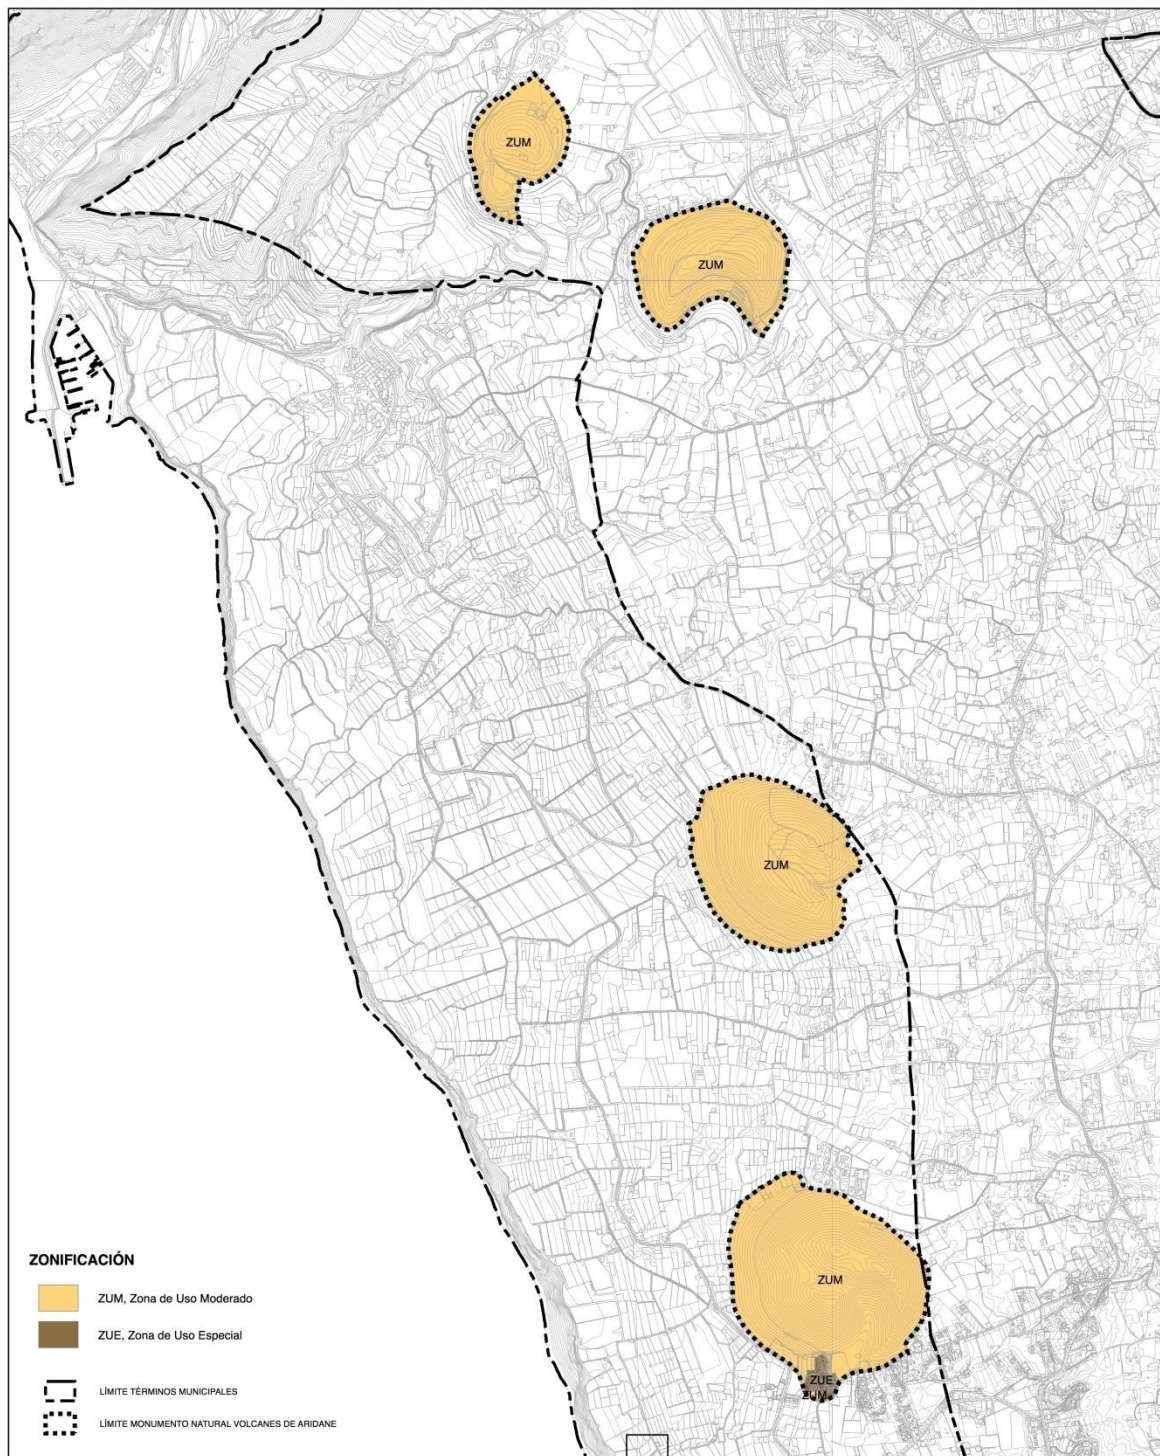 ZUM
ZUM
ZUM
ZUM
ZUE
ZUM
ZONIFICACIÓN
ZUM, Zona de Uso Moderado
ZUE, Zona de Uso Especial
LÍMITE TÉRMINOS MUNICIPALES
LÍMITE MONUMENTO NATURAL VOLCANES DE ARIDANE